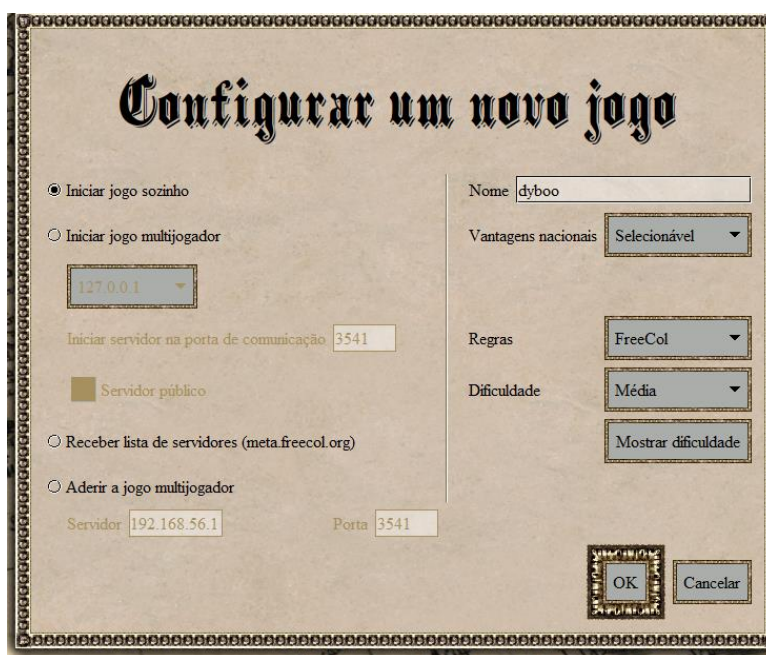 Configurar um novo jogo
Iniciar jogo sozinho
Iniciar jogo multijogador
127.0.0.1
Iniciar servidor na porta de comunicação 3541
Servidor público
Receber lista de servidores (meta.freecol.org)
Aderir a jogo multijogador
Servidor 192.168.56.1 Porta 3541
Nome dyboo
Vantagens nacionais Selecionável
Regras FreeCol
Dificuldade Média
Mostrar dificuldade
OK Cancelar